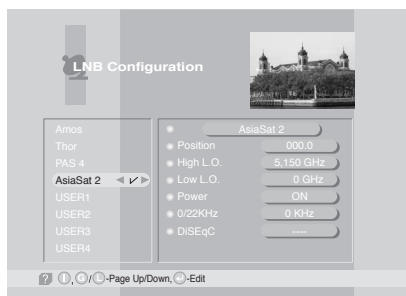 LNB Configuration
Amos
Thor
PAS 4
AsiaSat 2
USER1
USER2
USER3
USER4
AsiaSat 2
Position 000.0
High L.O. 5,150 GHz
Low L.O. 0 GHz
Power ON
0/22KHz 0 KHz
DiSEqC ----
? i, G/L-Page Up/Down, -Edit